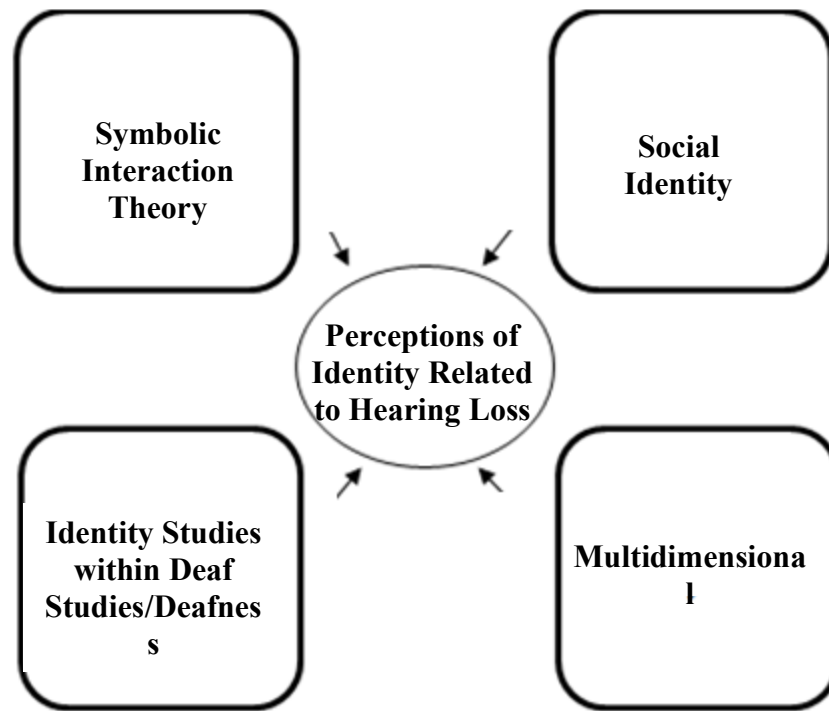 Symbolic
Interaction
Theory
Social
Identity
Perceptions of
Identity Related
to Hearing Loss
Identity Studies
within Deaf
Studies/Deafnes
s
Multidimensiona
l